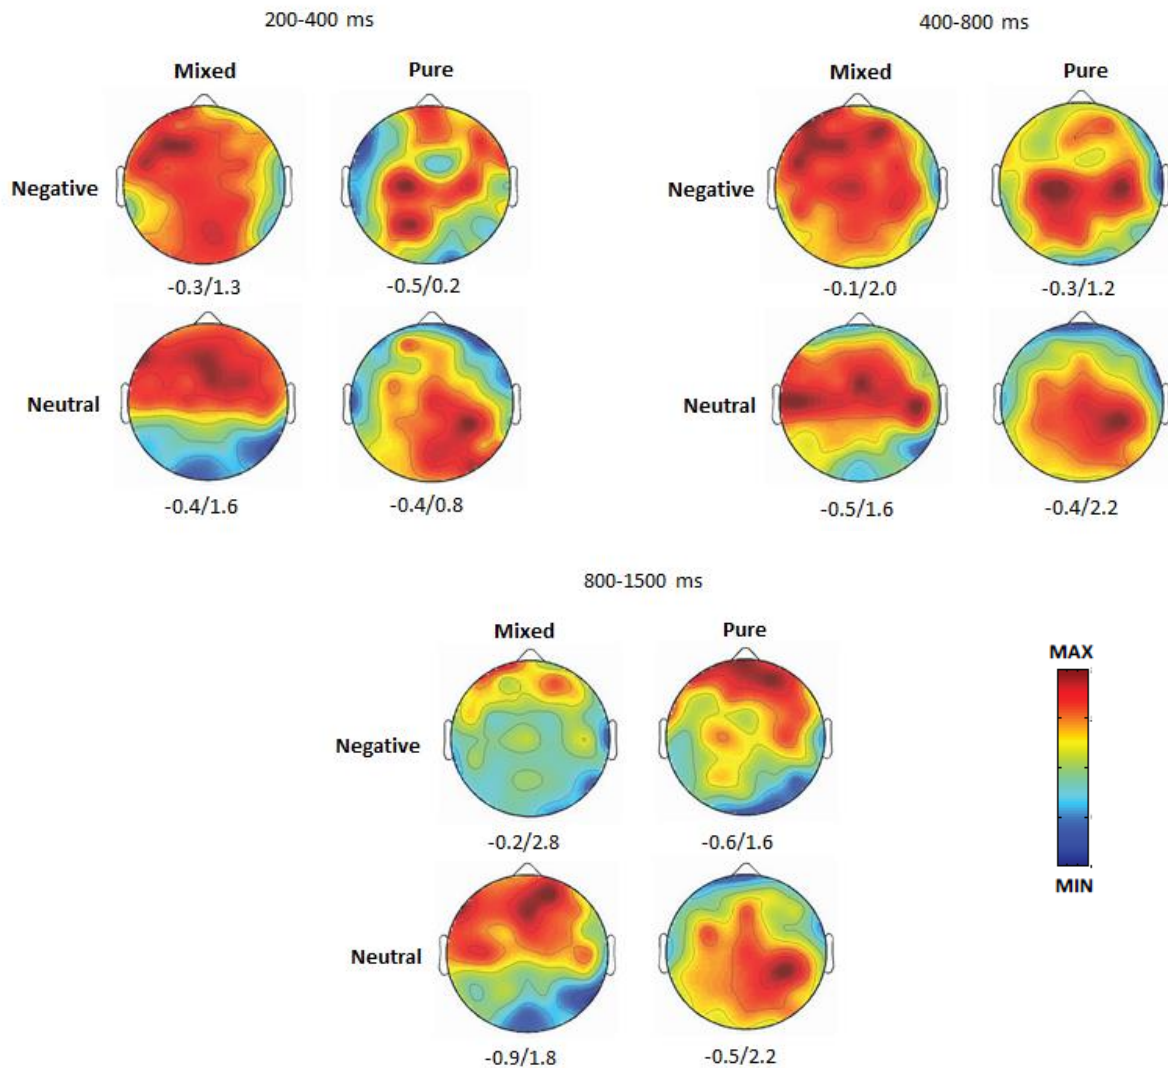 200-400 ms
400-800 ms
Mixed Pure
Mixed Pure
Negative
Negative
-0.3/1.3 -0.5/0.2
-0.1/2.0 -0.3/1.2
Neutral
Neutral
-0.4/1.6 -0.4/0.8
-0.5/1.6 -0.4/2.2
800-1500 ms
Mixed Pure
Negative
-0.2/2.8 -0.6/1.6
Neutral
-0.9/1.8 -0.5/2.2
MAX
MIN